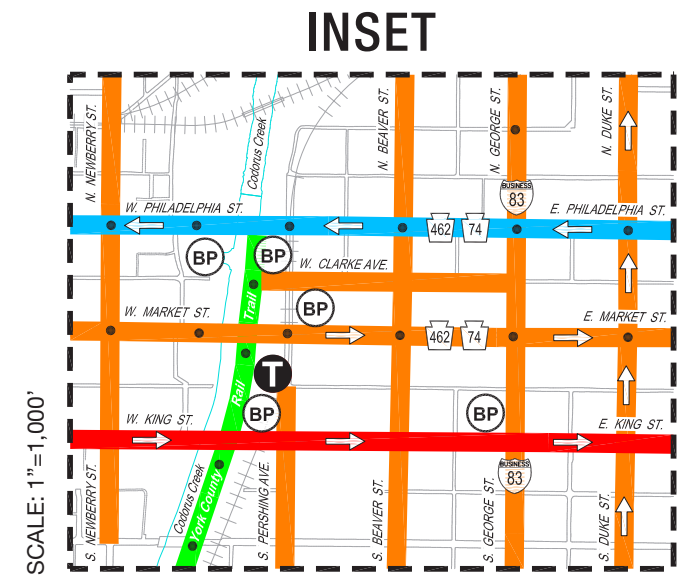 INSET
N. NEWBERRY ST.
Codorus Creek
N. BEAVER ST.
N. GEORGE ST.
N. DUKE ST.
BUSINESS
83
W. PHILADELPHIA ST.
462
74
E. PHILADELPHIA ST.
BP
BP
W. CLARKE AVE.
BP
W. MARKET ST.
Trail
462
74
E. MARKET ST.
T
Rail
BP
BP
W. KING ST.
E. KING ST.
BUSINESS
83
S. NEWBERRY ST.
Codorus Creek
York County
S. PERSHING AVE.
S. BEAVER ST.
S. GEORGE ST.
S. DUKE ST.
SCALE: 1"=1,000'